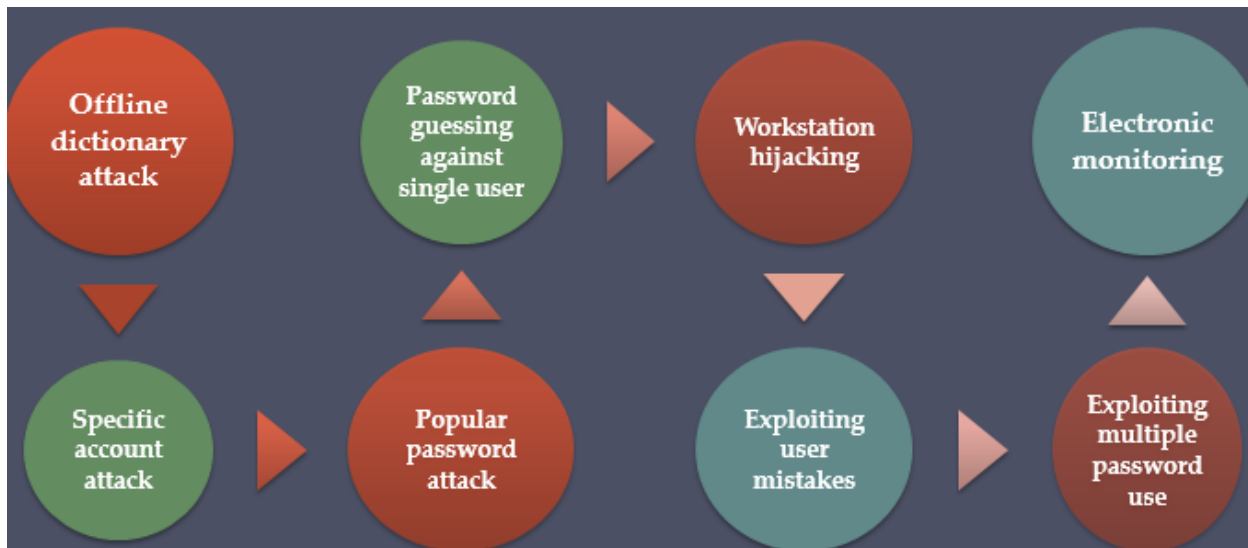 Offline
dictionary
attack
Specific
account
attack
Popular
password
attack
Password
guessing
against
single user
Workstation
hijacking
Exploiting
user
mistakes
Exploiting
multiple
password
use
Electronic
monitoring